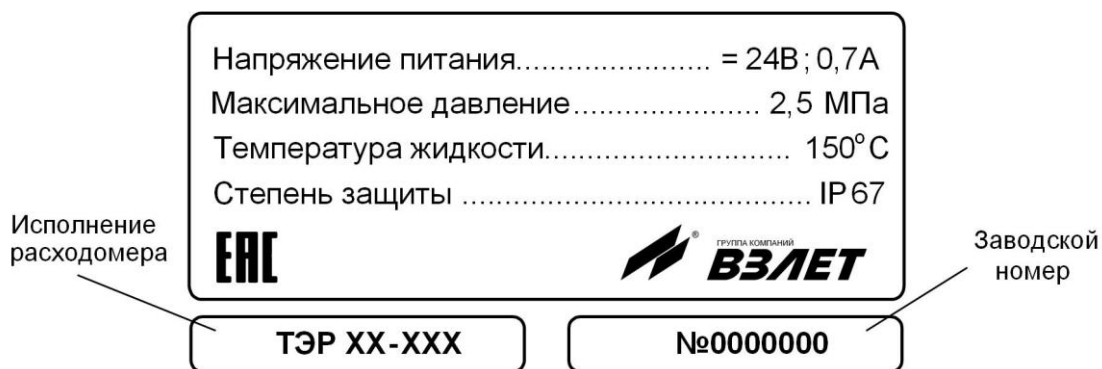 Напряжение питания....................... = 24В; 0,7А
Максимальное давление...................... 2,5 МПа
Температура жидкости............................. 150°С
Степень защиты ......................................... IP67
Исполнение
расходомера
ЕАС
®
ГРУППА КОМПАНИЙ
ВЗЛЕТ
Заводской
номер
ТЭР ХХ-ХХХ
№0000000